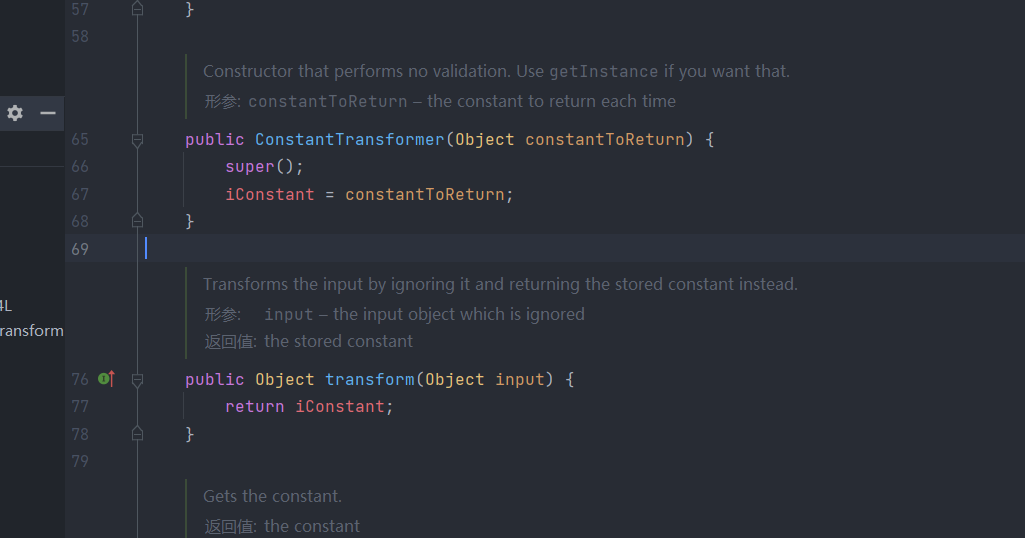 57 }
58
Constructor that performs no validation. Use getInstance if you want that.
形参: constantToReturn – the constant to return each time
65 public ConstantTransformer(Object constantToReturn) {
66 super();
67 iConstant = constantToReturn;
68 }
69
Transforms the input by ignoring it and returning the stored constant instead.
4L
形参: input – the input object which is ignored
ransform
返回值: the stored constant
76 public Object transform(Object input) {
77 return iConstant;
78 }
79
Gets the constant.
返回值: the constant